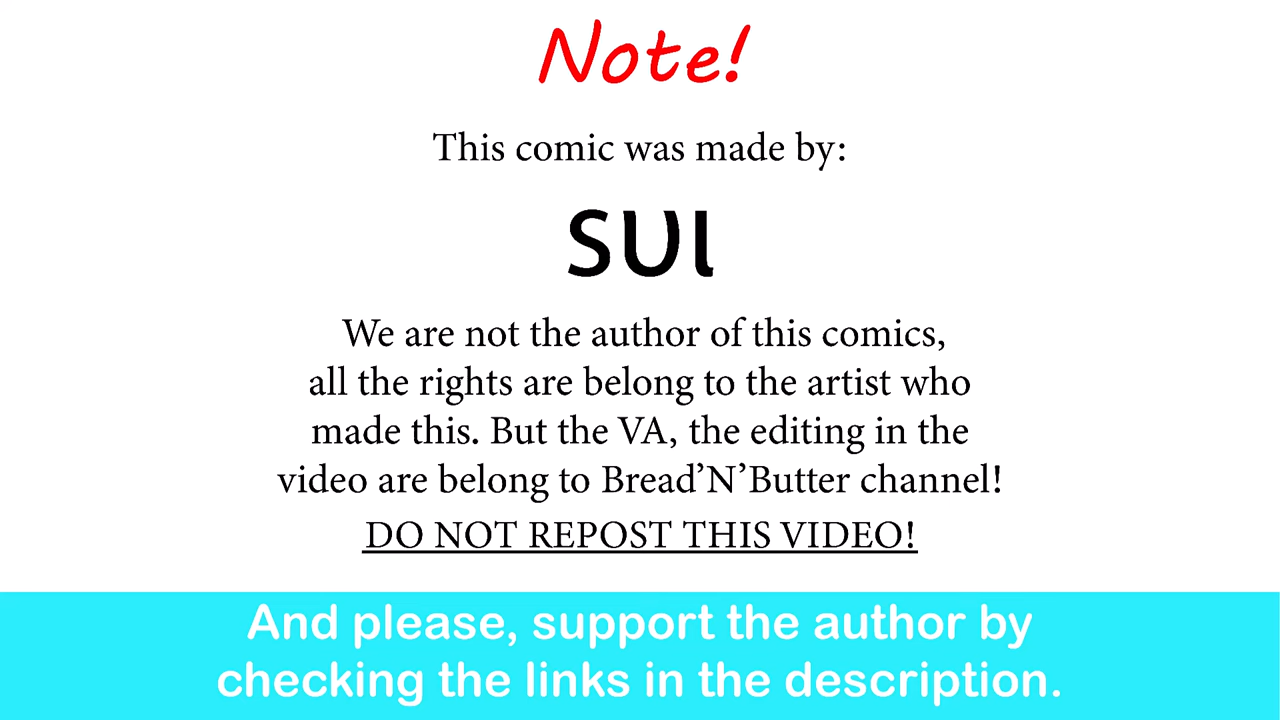 Note!
This comic was made by:
SUI
We are not the author of this comics,
all the rights are belong to the artist who
made this. But the VA, the editing in the
video are belong to Bread’N’Butter channel!
DO NOT REPOST THIS VIDEO!
And please, support the author by
checking the links in the description.